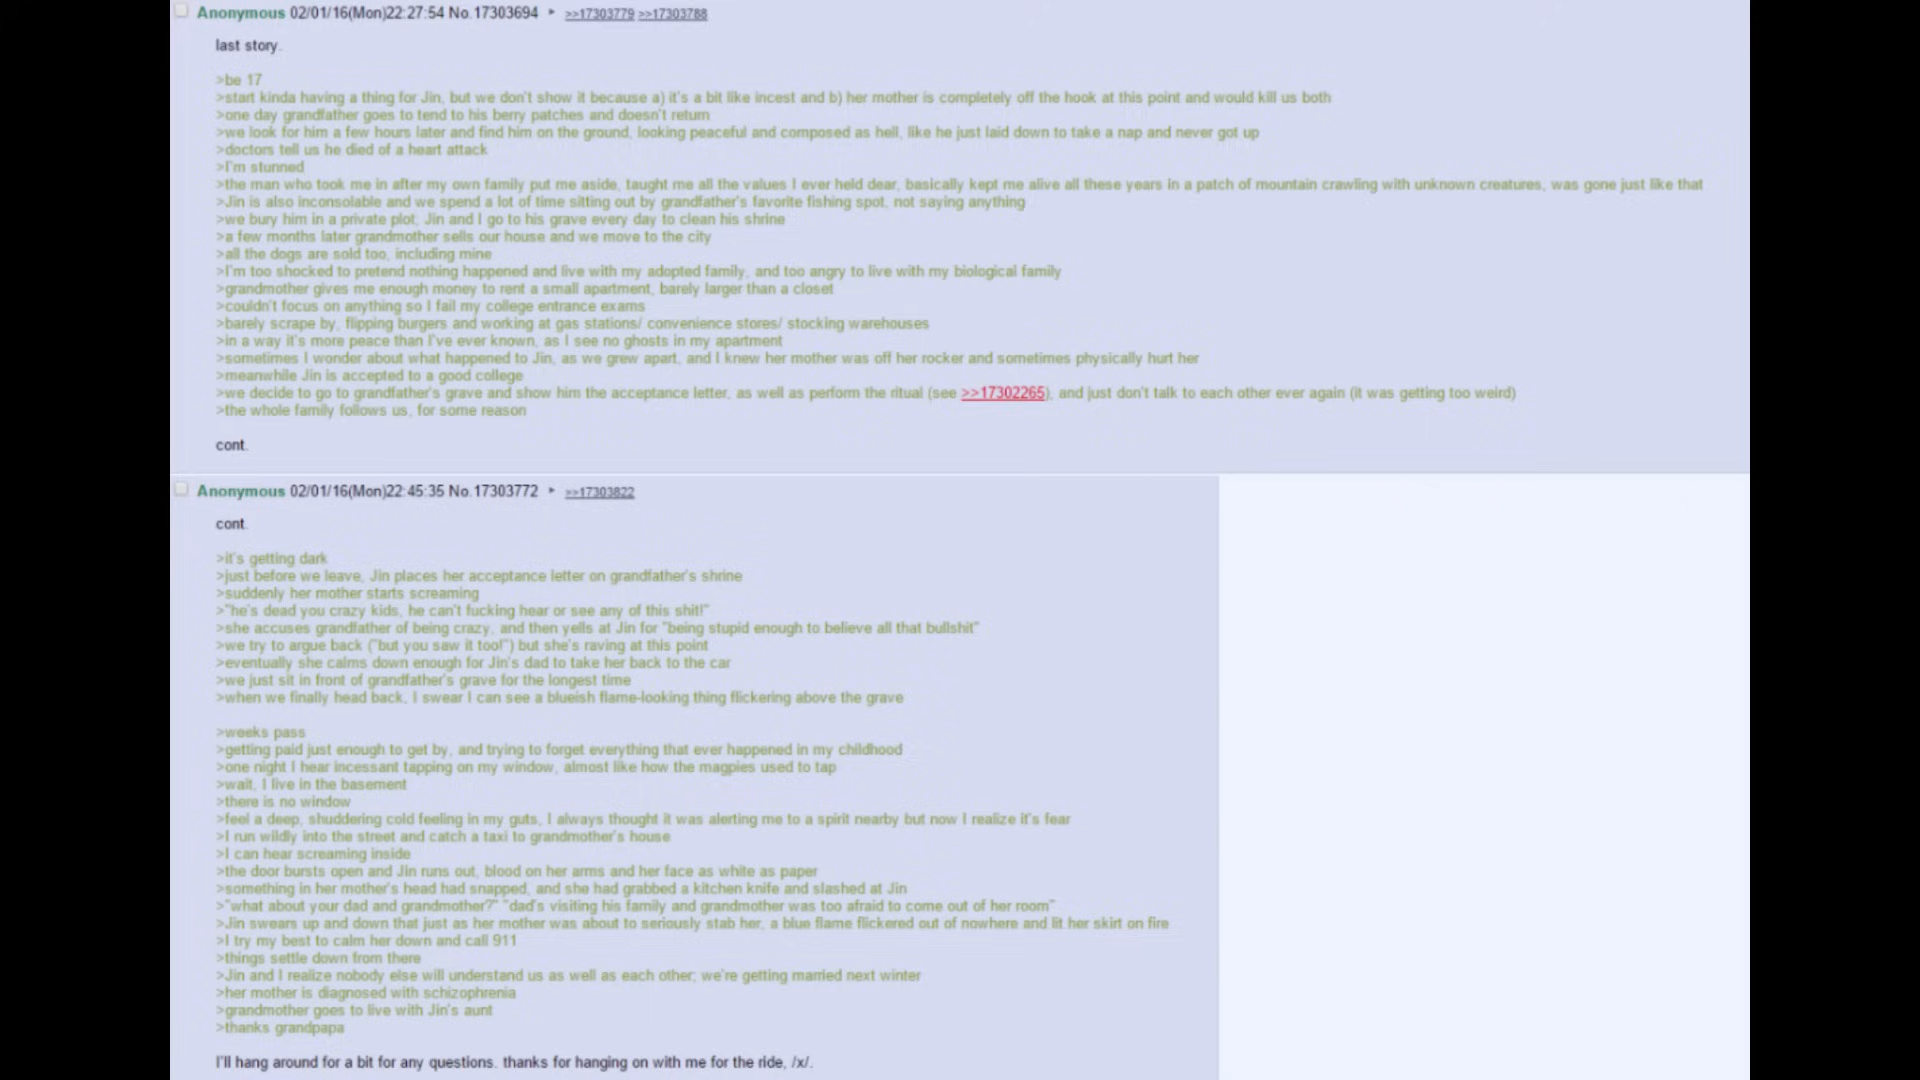 Anonymous 02/01/16(Mon)22:27:54 No.17303694 ▸ >>17303779 >>17303788
last story.
>be 17
>start kinda having a thing for Jin, but we don't show it because a) it's a bit like incest and b) her mother is completely off the hook at this point and would kill us both
>one day grandfather goes to tend to his berry patches and doesn't return
>we look for him a few hours later and find him on the ground, looking peaceful and composed as hell, like he just laid down to take a nap and never got up
>doctors tell us he died of a heart attack
>I'm stunned
>the man who took me in after my own family put me aside, taught me all the values I ever held dear, basically kept me alive all these years in a patch of mountain crawling with unknown creatures, was gone just like that
>Jin is also inconsolable and we spend a lot of time sitting out by grandfather's favorite fishing spot, not saying anything
>we bury him in a private plot; Jin and I go to his grave every day to clean his shrine
>a few months later grandmother sells our house and we move to the city
>all the dogs are sold too, including mine
>I'm too shocked to pretend nothing happened and live with my adopted family, and too angry to live with my biological family
>grandmother gives me enough money to rent a small apartment, barely larger than a closet
>couldn't focus on anything so I fail my college entrance exams
>barely scrape by, flipping burgers and working at gas stations/ convenience stores/ stocking warehouses
>in a way it's more peace than I've ever known, as I see no ghosts in my apartment
>sometimes I wonder about what happened to Jin, as we grew apart, and I knew her mother was off her rocker and sometimes physically hurt her
>meanwhile Jin is accepted to a good college
>we decide to go to grandfather's grave and show him the acceptance letter, as well as perform the ritual (see >>17302265), and just don't talk to each other ever again (it was getting too weird)
>the whole family follows us, for some reason
cont.
Anonymous 02/01/16(Mon)22:45:35 No.17303772 ▸ >>17303822
cont.
>it's getting dark
>just before we leave, Jin places her acceptance letter on grandfather's shrine
>suddenly her mother starts screaming
>"he's dead you crazy kids, he can't fucking hear or see any of this shit!"
>she accuses grandfather of being crazy, and then yells at Jin for "being stupid enough to believe all that bullshit"
>we try to argue back ("but you saw it too!") but she's raving at this point
>eventually she calms down enough for Jin's dad to take her back to the car
>we just sit in front of grandfather's grave for the longest time
>when we finally head back, I swear I can see a blueish flame-looking thing flickering above the grave
>weeks pass
>getting paid just enough to get by, and trying to forget everything that ever happened in my childhood
>one night I hear incessant tapping on my window, almost like how the magpies used to tap
>wait, I live in the basement
>there is no window
>feel a deep, shuddering cold feeling in my guts, I always thought it was alerting me to a spirit nearby but now I realize it's fear
>I run wildly into the street and catch a taxi to grandmother's house
>I can hear screaming inside
>the door bursts open and Jin runs out, blood on her arms and her face as white as paper
>something in her mother's head had snapped, and she had grabbed a kitchen knife and slashed at Jin
>"what about your dad and grandmother?" "dad's visiting his family and grandmother was too afraid to come out of her room"
>Jin swears up and down that just as her mother was about to seriously stab her, a blue flame flickered out of nowhere and lit her skirt on fire
>I try my best to calm her down and call 911
>things settle down from there
>Jin and I realize nobody else will understand us as well as each other; we're getting married next winter
>her mother is diagnosed with schizophrenia
>grandmother goes to live with Jin's aunt
>thanks grandpapa
I'll hang around for a bit for any questions. thanks for hanging on with me for the ride, /x/.